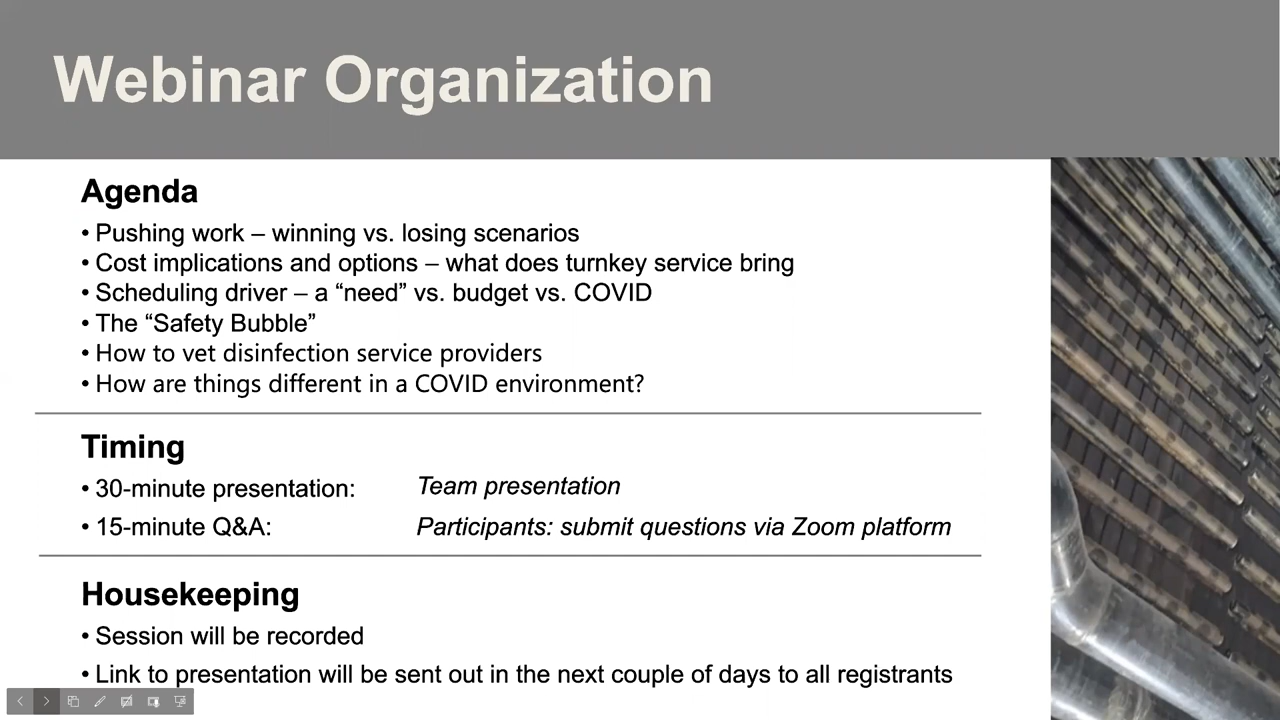 Webinar Organization
Agenda
• Pushing work – winning vs. losing scenarios
• Cost implications and options – what does turnkey service bring
• Scheduling driver – a “need” vs. budget vs. COVID
• The “Safety Bubble”
• How to vet disinfection service providers
• How are things different in a COVID environment?
Timing
• 30-minute presentation: Team presentation
• 15-minute Q&A: Participants: submit questions via Zoom platform
Housekeeping
• Session will be recorded
• Link to presentation will be sent out in the next couple of days to all registrants